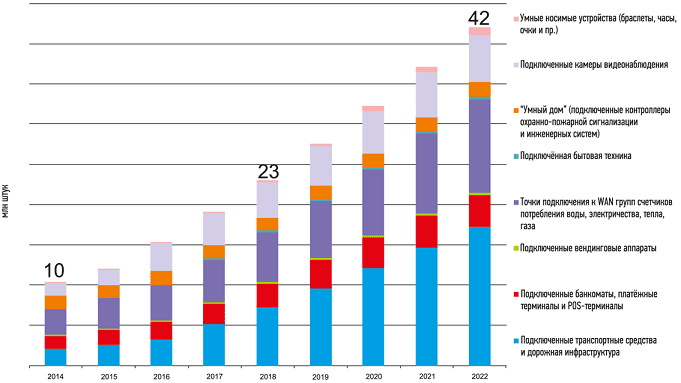 42
23
10
млн штук
2014 2015 2016 2017 2018 2019 2020 2021 2022
Умные носимые устройства (браслеты, часы,
очки и пр.)
Подключенные камеры видеонаблюдения
“Умный дом” (подключенные контроллеры
охранно-пожарной сигнализации
и инженерных систем)
Подключённая бытовая техника
Точки подключения к WAN групп счетчиков
потребления воды, электричества, тепла,
газа
Подключенные вендинговые аппараты
Подключенные банкоматы, платёжные
терминалы и POS-терминалы
Подключенные транспортные средства
и дорожная инфраструктура